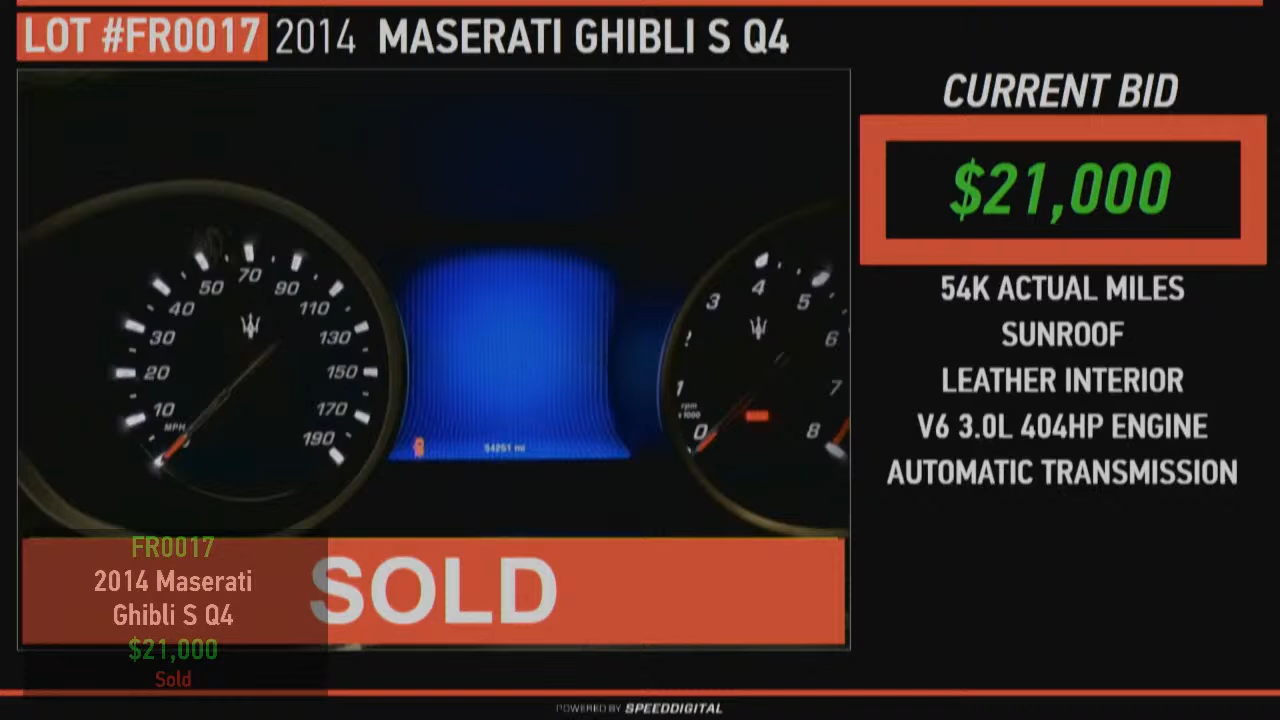 LOT #FR0017 2014 MASERATI GHIBLI S Q4
CURRENT BID
$21,000
54K ACTUAL MILES
SUNROOF
LEATHER INTERIOR
V6 3.0L 404HP ENGINE
AUTOMATIC TRANSMISSION
10 20 30 40 50 70 90 110 130 150 170 190
MPH
0 1 3 4 5 6 7 8
rpm
x1000
SOLD
FR0017
2014 Maserati
Ghibli S Q4
$21,000
Sold
POWERED BY SPEEDDIGITAL